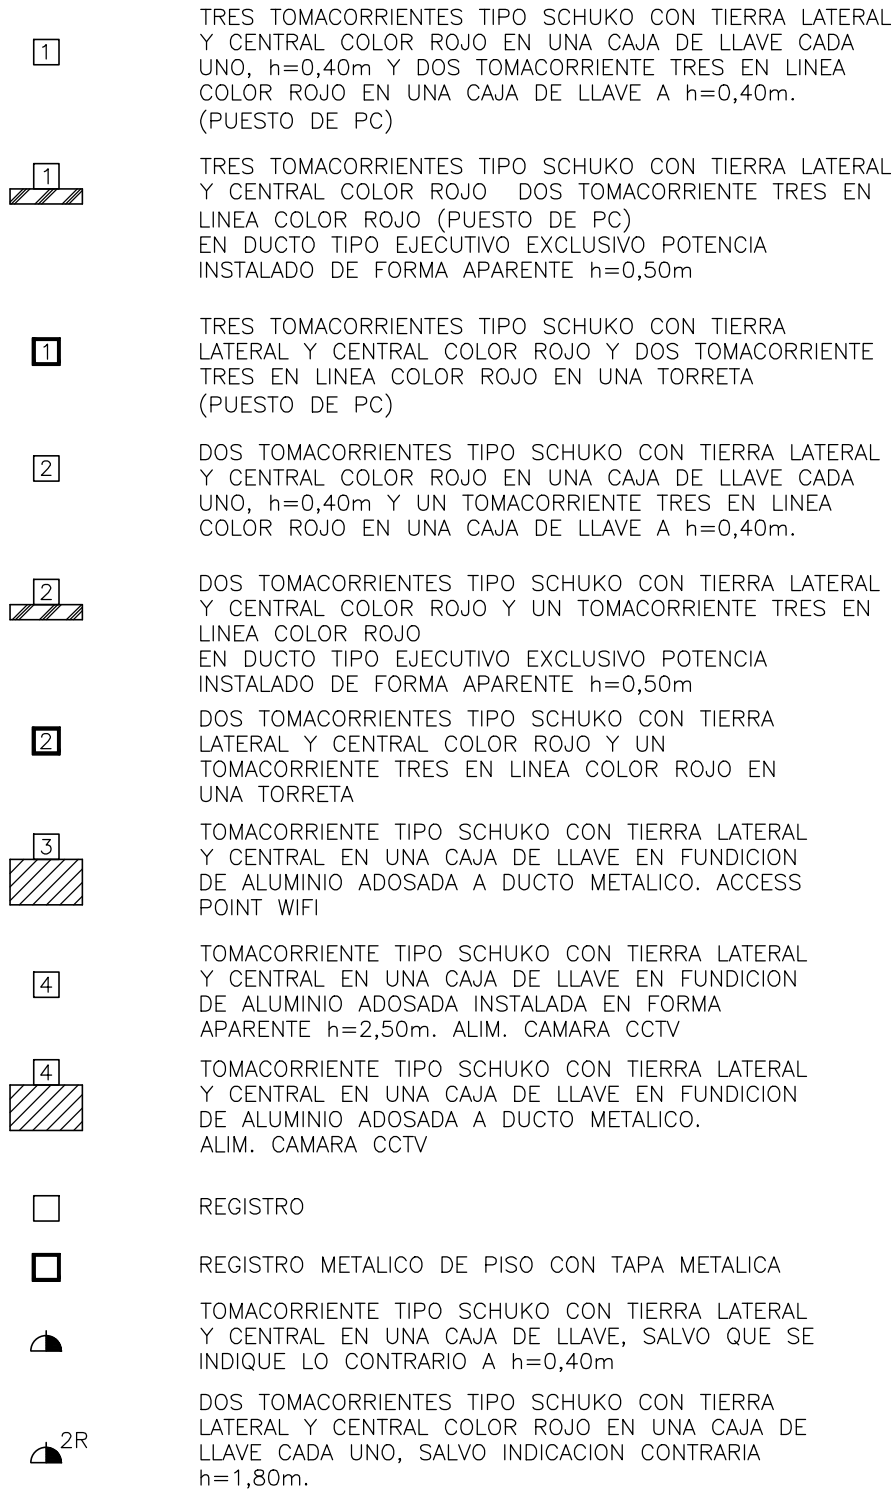 TRES TOMACORRIENTES TIPO SCHUKO CON TIERRA LATERAL
1
Y CENTRAL COLOR ROJO EN UNA CAJA DE LLAVE CADA
UNO, h=0,40m Y DOS TOMACORRIENTE TRES EN LINEA
COLOR ROJO EN UNA CAJA DE LLAVE A h=0,40m.
(PUESTO DE PC)
1
TRES TOMACORRIENTES TIPO SCHUKO CON TIERRA LATERAL
Y CENTRAL COLOR ROJO DOS TOMACORRIENTE TRES EN
LINEA COLOR ROJO (PUESTO DE PC)
EN DUCTO TIPO EJECUTIVO EXCLUSIVO POTENCIA
INSTALADO DE FORMA APARENTE h=0,50m
1
TRES TOMACORRIENTES TIPO SCHUKO CON TIERRA
LATERAL Y CENTRAL COLOR ROJO Y DOS TOMACORRIENTE
TRES EN LINEA COLOR ROJO EN UNA TORRETA
(PUESTO DE PC)
2
DOS TOMACORRIENTES TIPO SCHUKO CON TIERRA LATERAL
Y CENTRAL COLOR ROJO EN UNA CAJA DE LLAVE CADA
UNO, h=0,40m Y UN TOMACORRIENTE TRES EN LINEA
COLOR ROJO EN UNA CAJA DE LLAVE A h=0,40m.
2
DOS TOMACORRIENTES TIPO SCHUKO CON TIERRA LATERAL
Y CENTRAL COLOR ROJO Y UN TOMACORRIENTE TRES EN
LINEA COLOR ROJO
EN DUCTO TIPO EJECUTIVO EXCLUSIVO POTENCIA
INSTALADO DE FORMA APARENTE h=0,50m
2
DOS TOMACORRIENTES TIPO SCHUKO CON TIERRA
LATERAL Y CENTRAL COLOR ROJO Y UN
TOMACORRIENTE TRES EN LINEA COLOR ROJO EN
UNA TORRETA
3
TOMACORRIENTE TIPO SCHUKO CON TIERRA LATERAL
Y CENTRAL EN UNA CAJA DE LLAVE EN FUNDICION
DE ALUMINIO ADOSADA A DUCTO METALICO. ACCESS
POINT WIFI
4
TOMACORRIENTE TIPO SCHUKO CON TIERRA LATERAL
Y CENTRAL EN UNA CAJA DE LLAVE EN FUNDICION
DE ALUMINIO ADOSADA INSTALADA EN FORMA
APARENTE h=2,50m. ALIM. CAMARA CCTV
4
TOMACORRIENTE TIPO SCHUKO CON TIERRA LATERAL
Y CENTRAL EN UNA CAJA DE LLAVE EN FUNDICION
DE ALUMINIO ADOSADA A DUCTO METALICO.
ALIM. CAMARA CCTV
REGISTRO
REGISTRO METALICO DE PISO CON TAPA METALICA
TOMACORRIENTE TIPO SCHUKO CON TIERRA LATERAL
Y CENTRAL EN UNA CAJA DE LLAVE, SALVO QUE SE
INDIQUE LO CONTRARIO A h=0,40m
2R
DOS TOMACORRIENTES TIPO SCHUKO CON TIERRA
LATERAL Y CENTRAL COLOR ROJO EN UNA CAJA DE
LLAVE CADA UNO, SALVO INDICACION CONTRARIA
h=1,80m.